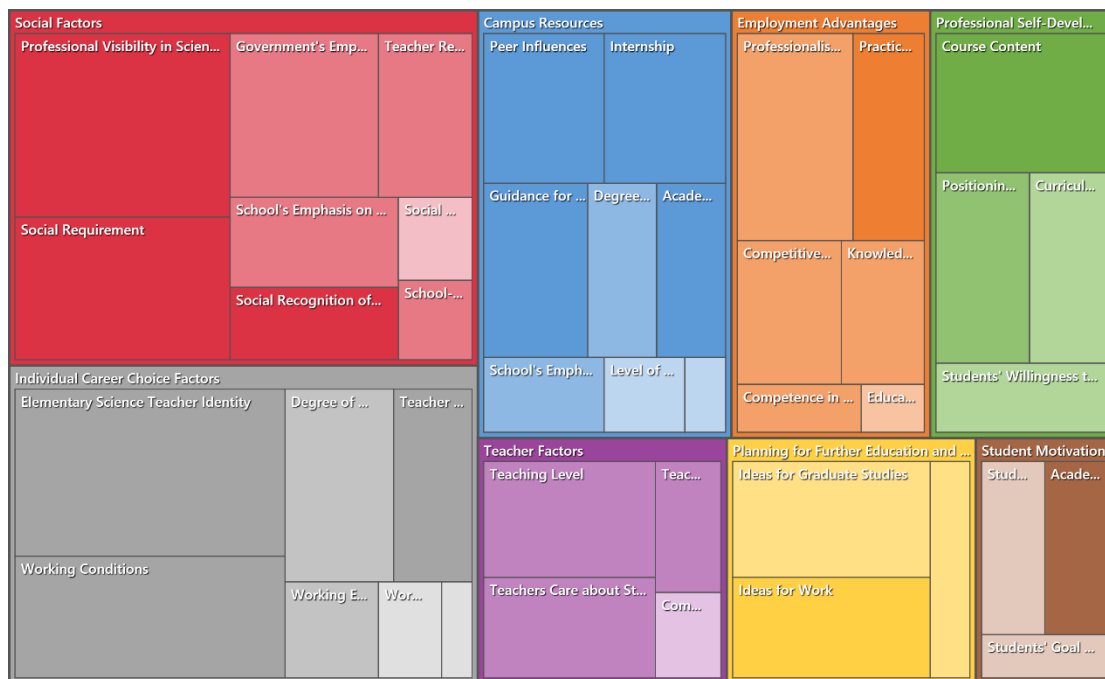 Social Factors
Professional Visibility in Scien...
Government's Emp...
Teacher Re...
Social Requirement
School's Emphasis on ...
Social ...
Social Recognition of...
School-...
Individual Career Choice Factors
Elementary Science Teacher Identity
Degree of ...
Teacher ...
Working Conditions
Working E...
Wor...
Campus Resources
Peer Influences
Internship
Guidance for ...
Degree...
Acade...
School's Emph...
Level of ...
Employment Advantages
Professionalis...
Practic...
Competitive...
Knowled...
Competence in ...
Educa...
Professional Self-Devel...
Course Content
Positionin...
Curricul...
Students' Willingness t...
Teacher Factors
Teaching Level
Teac...
Teachers Care about St...
Com...
Planning for Further Education and ...
Ideas for Graduate Studies
Ideas for Work
Student Motivation
Stud...
Acade...
Students' Goal ...